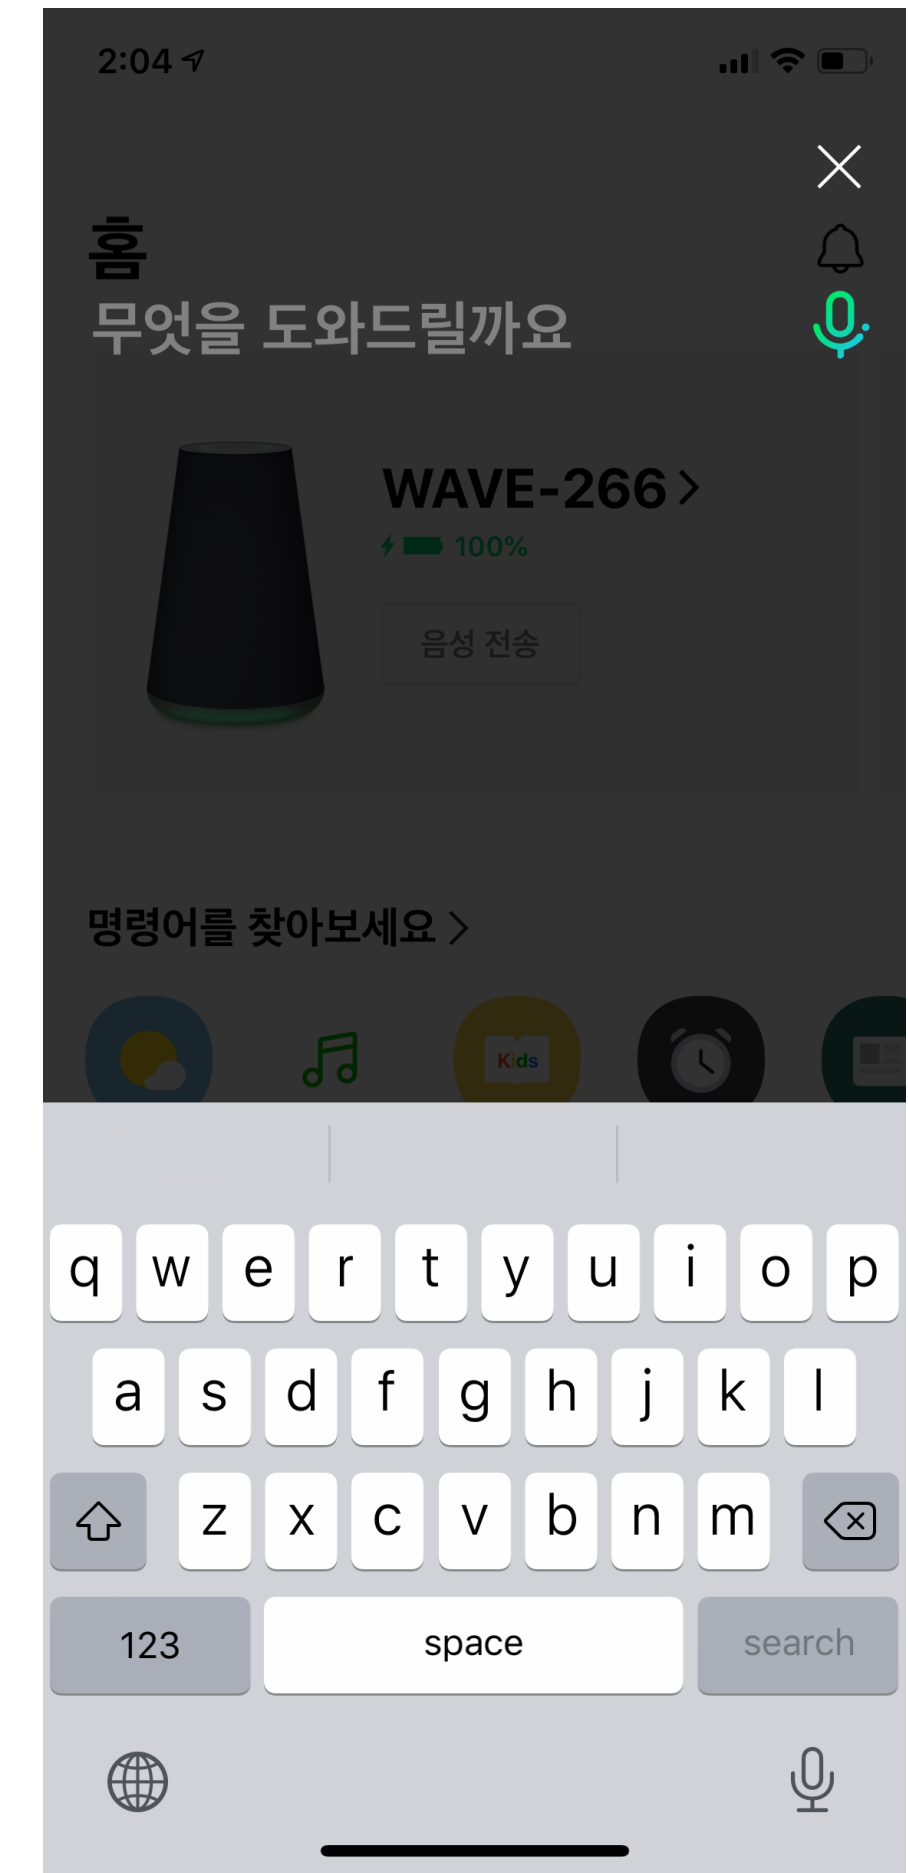 2:04
홈
무엇을 도와드릴까요
WAVE-266
100%
음성 전송
명령어를 찾아보세요
Kids
q w e r t y u i o p
a s d f g h j k l
z x c v b n m
123 space search